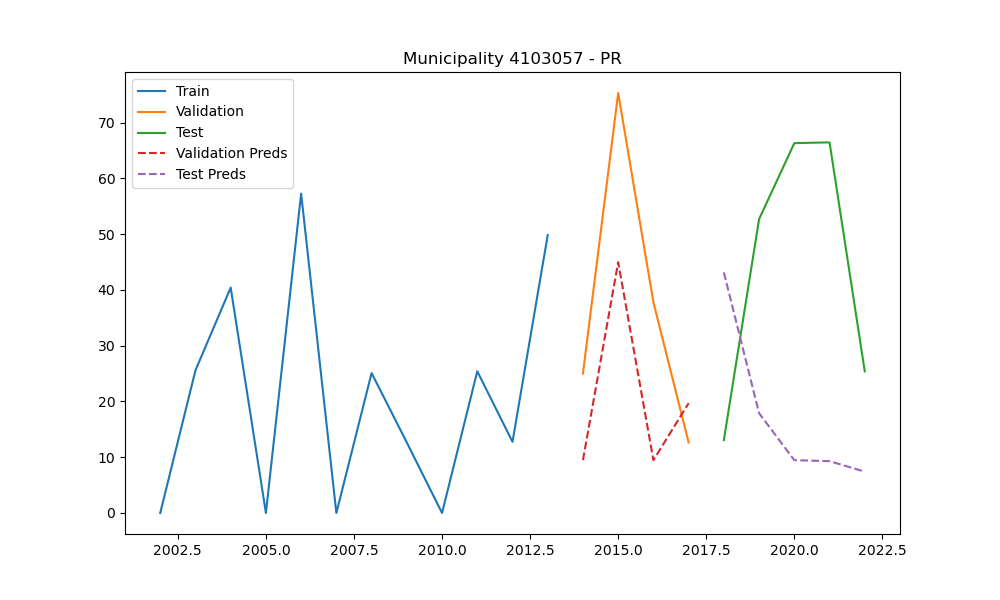 Municipality 4103057 - PR
Train
Validation
Test
Validation Preds
Test Preds
70
60
50
40
30
20
10
0
2002.5 2005.0 2007.5 2010.0 2012.5 2015.0 2017.5 2020.0 2022.5